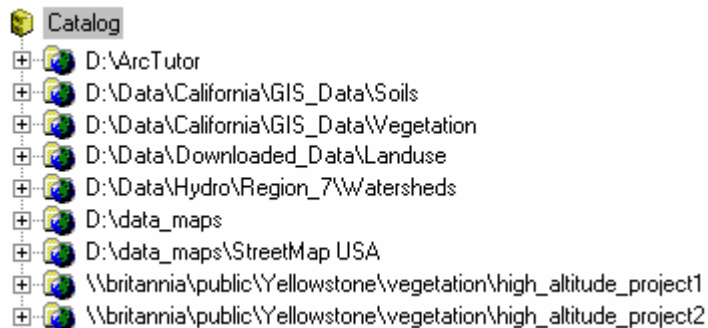 Catalog
D:\ArcTutor
D:\Data\California\GIS_Data\Soils
D:\Data\California\GIS_Data\Vegetation
D:\Data\Downloaded_Data\Landuse
D:\Data\Hydro\Region_7\Watersheds
D:\data_maps
D:\data_maps\StreetMap USA
\\britannia\public\Yellowstone\vegetation\high_altitude_project1
\\britannia\public\Yellowstone\vegetation\high_altitude_project2